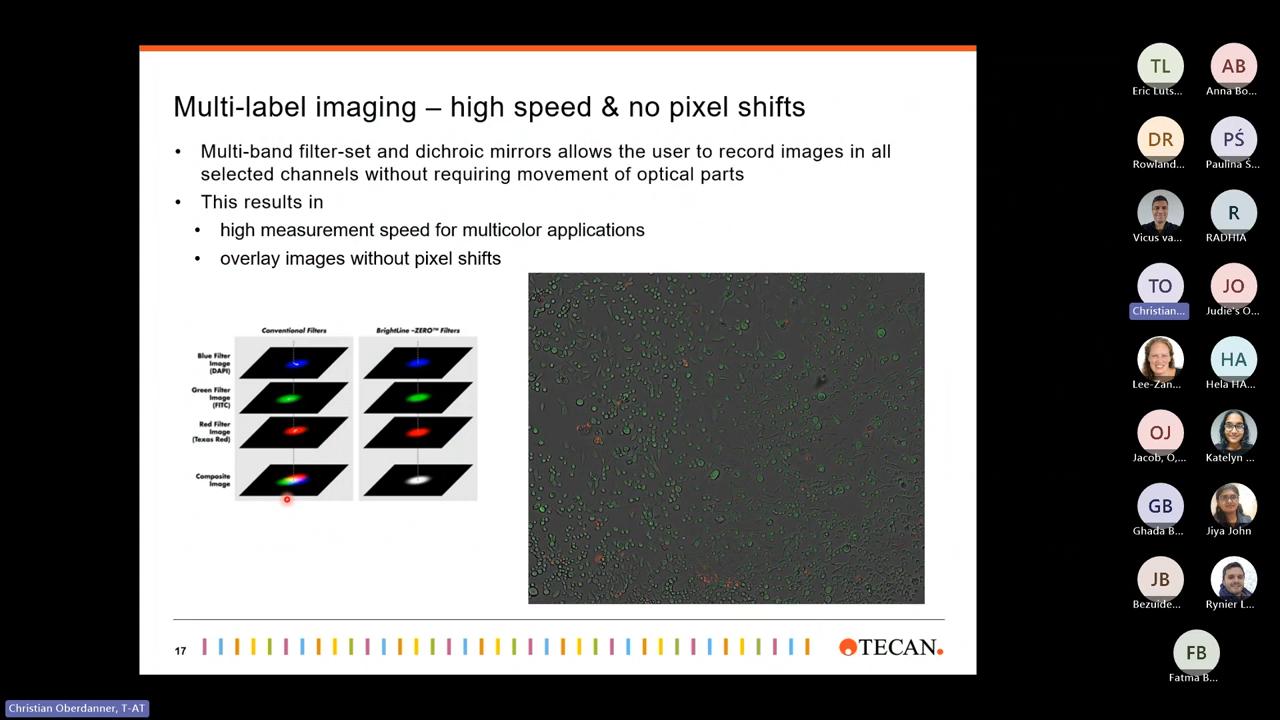 Multi-label imaging – high speed & no pixel shifts
• Multi-band filter-set and dichroic mirrors allows the user to record images in all
selected channels without requiring movement of optical parts
• This results in
• high measurement speed for multicolor applications
• overlay images without pixel shifts
Conventional Filters
BrightLine -ZERO™ Filters
Blue Filter
Image
(DAPI)
Green Filter
Image
(FITC)
Red Filter
Image
(Texas Red)
Composite
Image
17
TECAN.
TL
Eric Luts...
AB
Anna Bo...
DR
Rowland...
PŚ
Paulina Ś...
Vicus va...
R
RADHIA
TO
Christian...
JO
Judie's O...
Lee-Zan...
HA
Hela HA...
OJ
Jacob, O,...
Katelyn ...
GB
Ghada B...
Jiya John
JB
Bezuide...
Rynier L...
FB
Fatma B...
Christian Oberdanner, T-AT